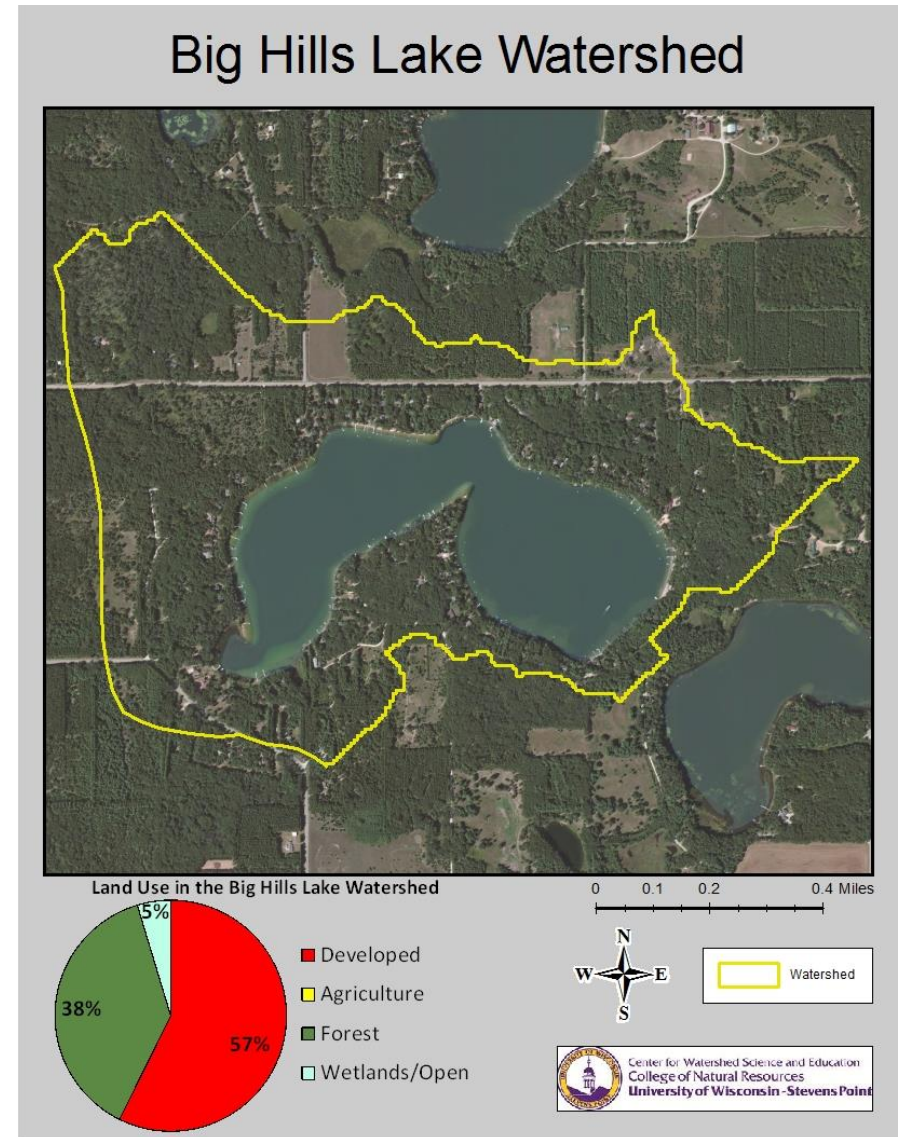 Big Hills Lake Watershed
Land Use in the Big Hills Lake Watershed
5%
38%
57%
Developed
Agriculture
Forest
Wetlands/Open
0 0.1 0.2 0.4 Miles
N
W E
S
Watershed
Center for Watershed Science and Education
College of Natural Resources
University of Wisconsin - Stevens Point